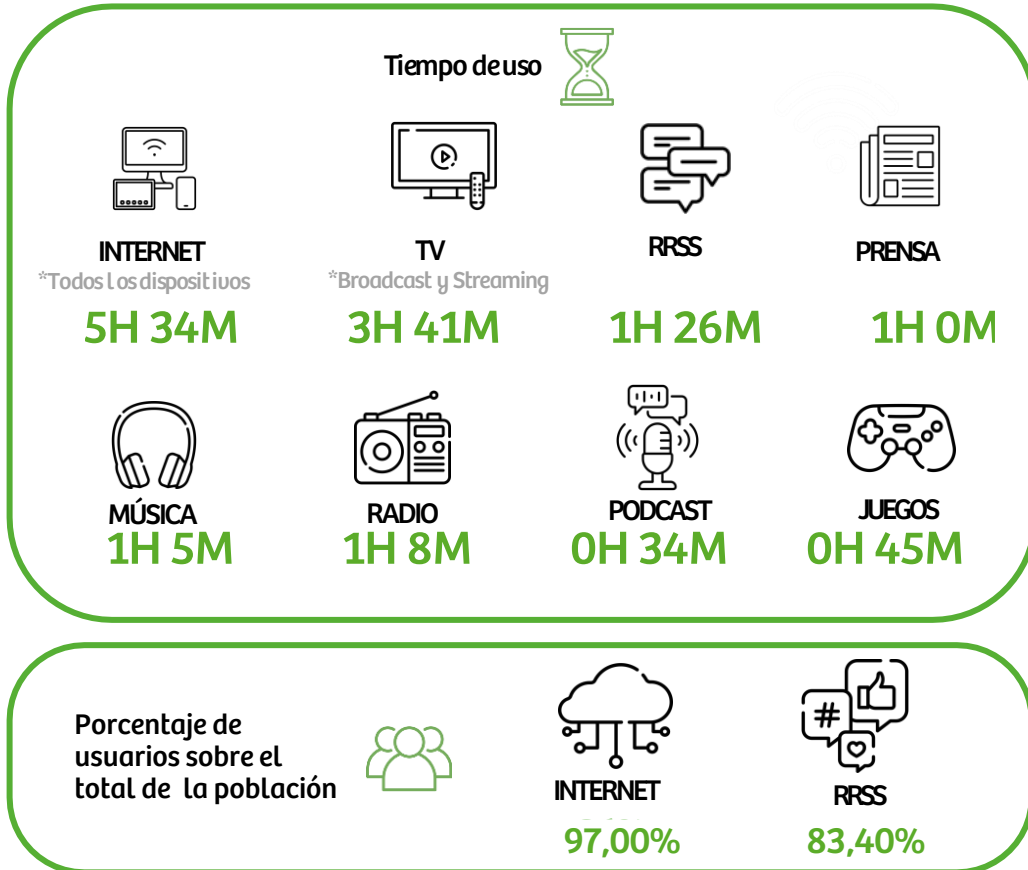 Tiempo de uso
INTERNET
*Todos Los dispositivos
5H 34M
TV
*Broadcast y Streaming
3H 41M
RRSS
1H 26M
PRENSA
1H 0M
MÚSICA
1H 5M
RADIO
1H 8M
PODCAST
0H 34M
JUEGOS
0H 45M
Porcentaje de
usuarios sobre el
total de la población
INTERNET
97,00%
#
RRSS
83,40%